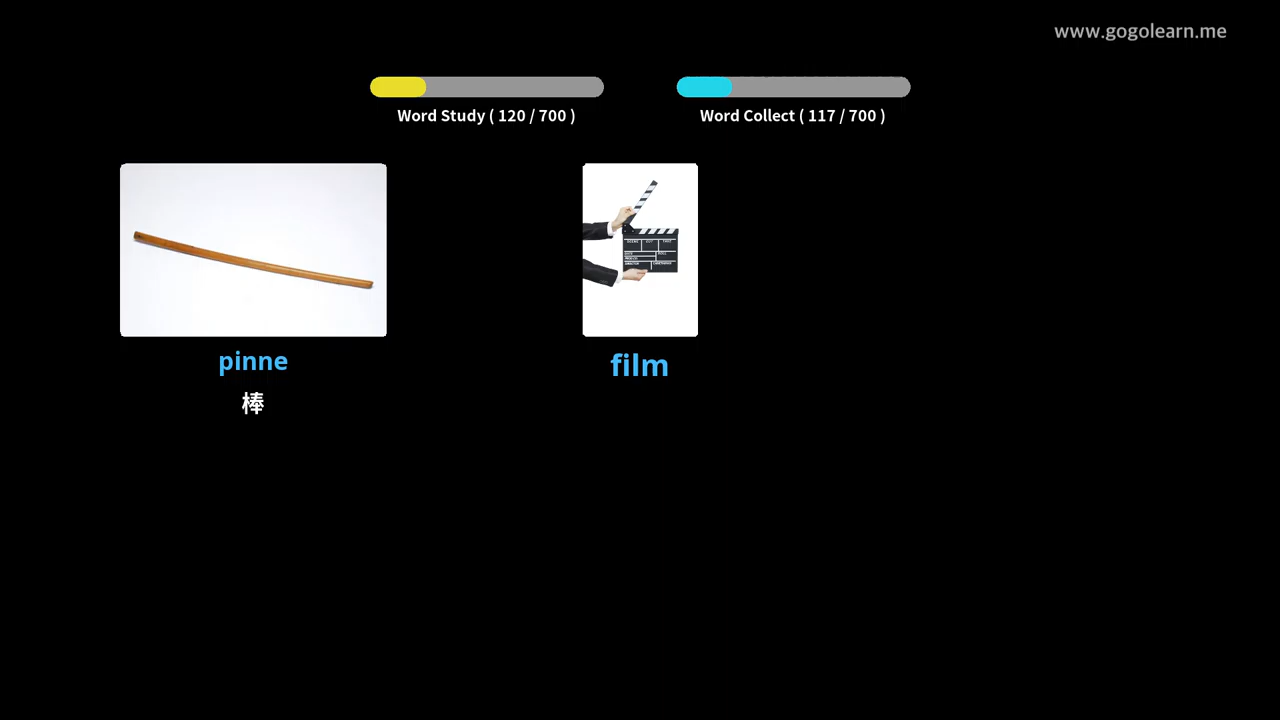 www.gogolearn.me
Word Study ( 120 / 700 )
Word Collect ( 117 / 700 )
pinne
棒
film